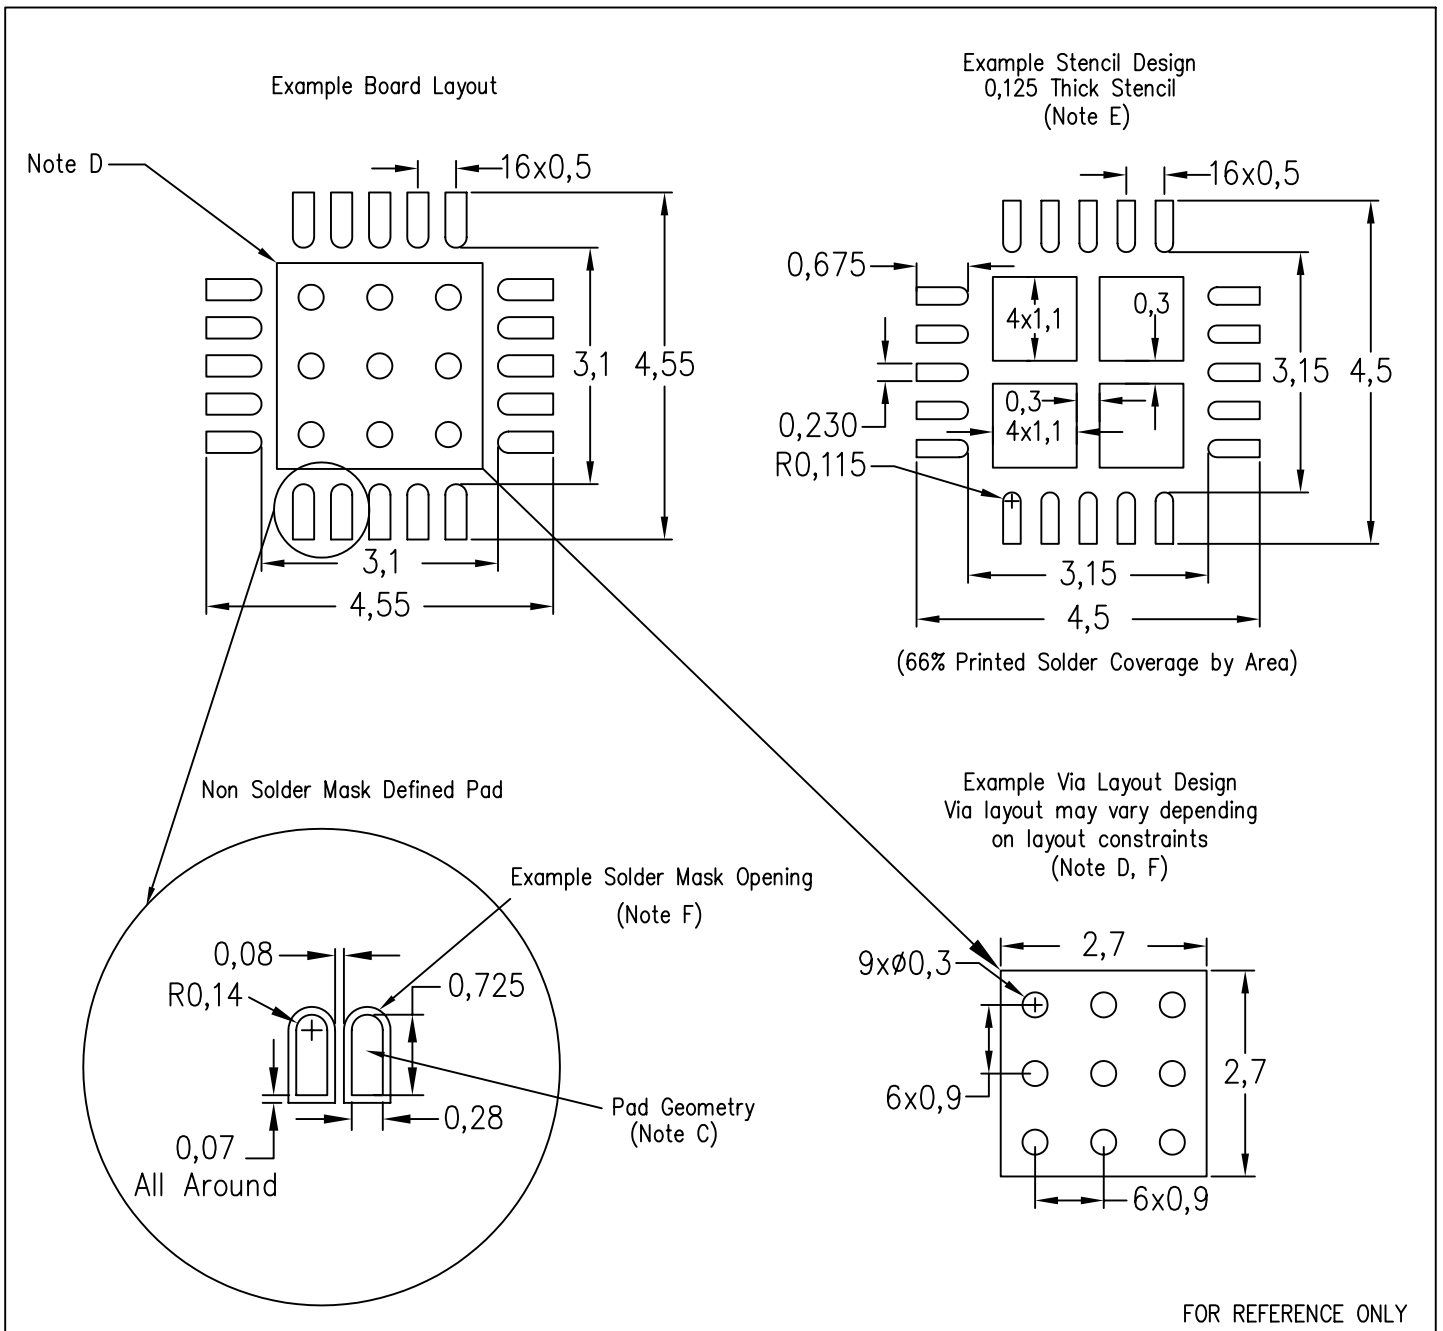 Example Board Layout
Note D
16x0,5
3,1
4,55
3,1
4,55
Example Stencil Design
0,125 Thick Stencil
(Note E)
16x0,5
0,675
4x1,1
0,3
0,3
4x1,1
0,230
R0,115
3,15
4,5
3,15
4,5
(66% Printed Solder Coverage by Area)
Non Solder Mask Defined Pad
Example Solder Mask Opening
(Note F)
0,08
R0,14
0,725
0,28
0,07
All Around
Pad Geometry
(Note C)
Example Via Layout Design
Via layout may vary depending
on layout constraints
(Note D, F)
9xø0,3
2,7
2,7
6x0,9
6x0,9
FOR REFERENCE ONLY